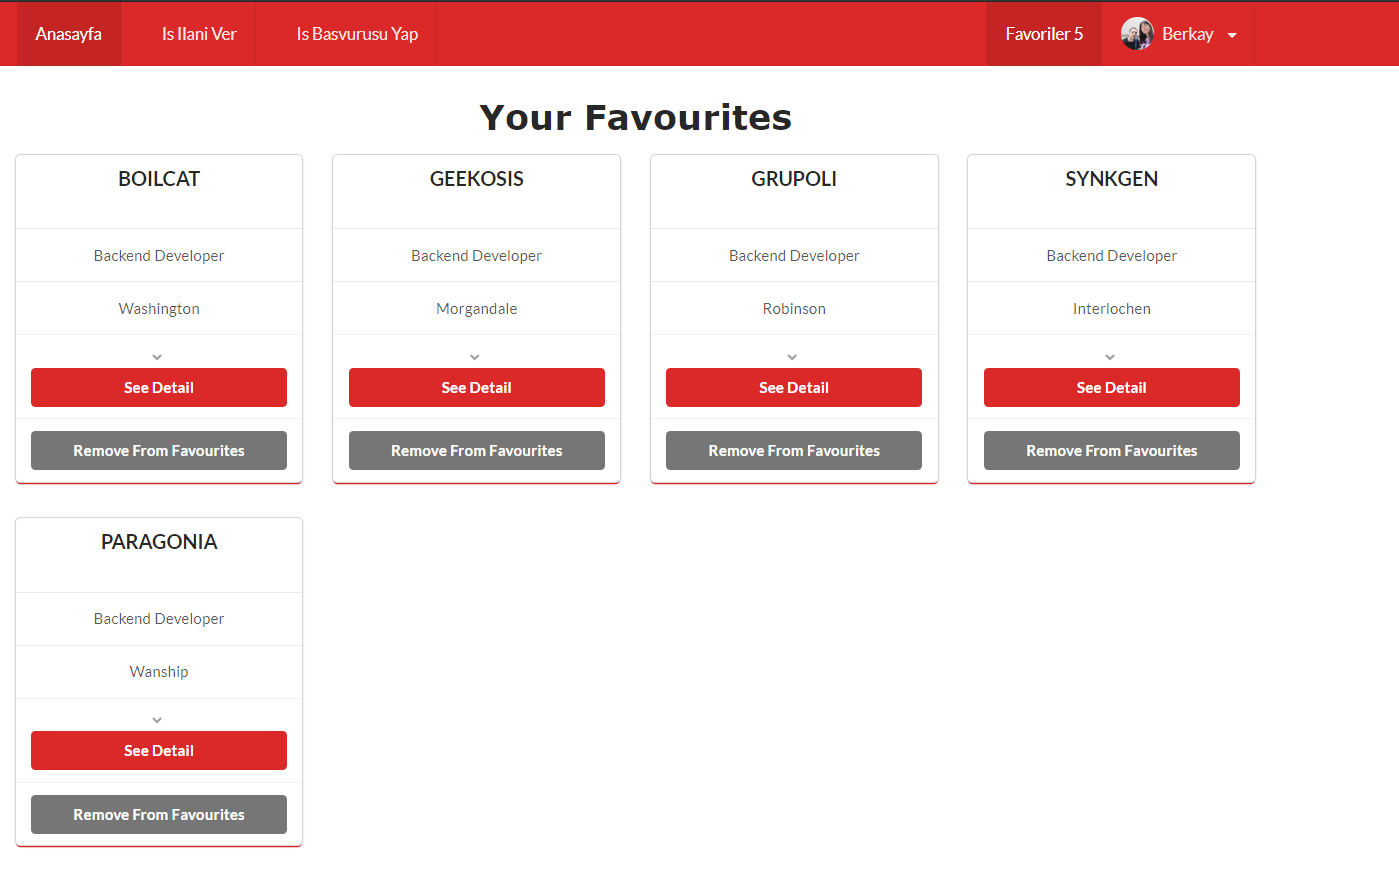 Anasayfa Is Ilani Ver Is Basvurusu Yap Favoriler 5 Berkay
Your Favourites
BOILCAT GEEKOSIS GRUPOLI SYNKGEN
Backend Developer Backend Developer Backend Developer Backend Developer
Washington Morgandale Robinson Interlochen
See Detail See Detail See Detail See Detail
Remove From Favourites Remove From Favourites Remove From Favourites Remove From Favourites
PARAGONIA
Backend Developer
Wanship
See Detail
Remove From Favourites